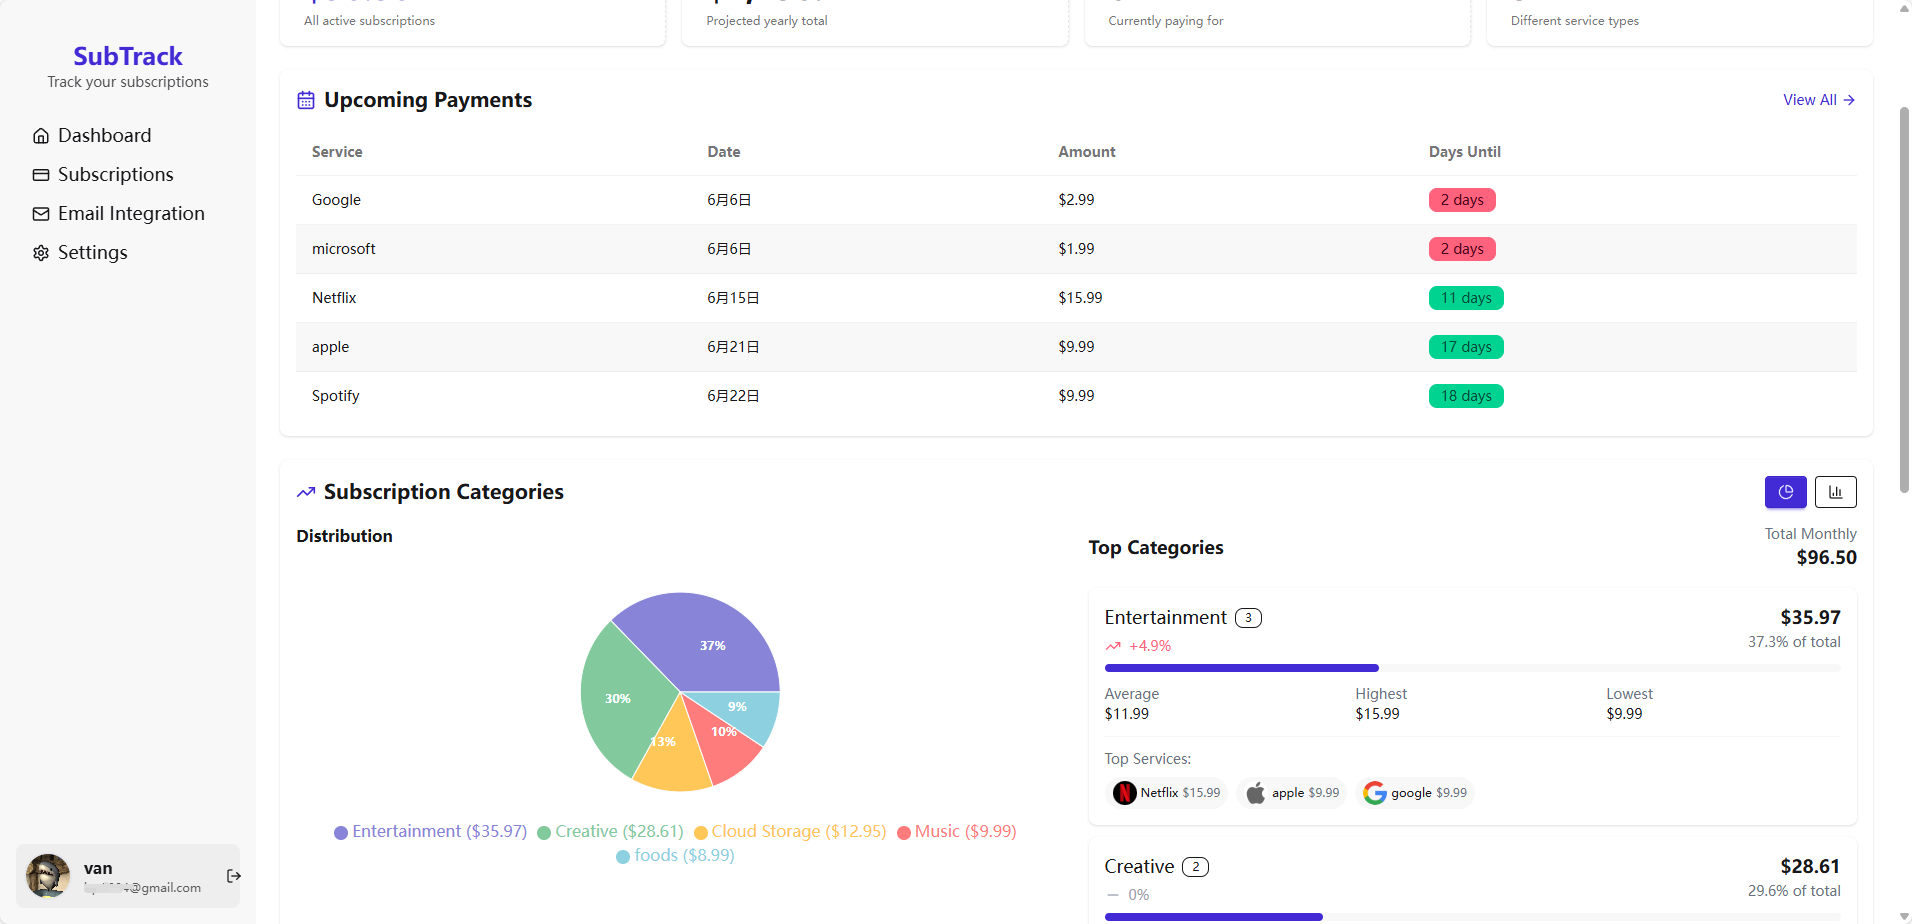 SubTrack
Track your subscriptions
Dashboard
Subscriptions
Email Integration
Settings
van
@gmail.com
All active subscriptions
Projected yearly total
Currently paying for
Different service types
Upcoming Payments
View All
Service Date Amount Days Until
Google 6月6日 $2.99 2 days
microsoft 6月6日 $1.99 2 days
Netflix 6月15日 $15.99 11 days
apple 6月21日 $9.99 17 days
Spotify 6月22日 $9.99 18 days
Subscription Categories
Distribution
37%
30%
9%
10%
13%
Entertainment ($35.97) Creative ($28.61) Cloud Storage ($12.95) Music ($9.99)
foods ($8.99)
Top Categories
Total Monthly
$96.50
Entertainment 3 $35.97
+4.9% 37.3% of total
Average Highest Lowest
$11.99 $15.99 $9.99
Top Services:
Netflix $15.99 apple $9.99 google $9.99
Creative 2 $28.61
0% 29.6% of total